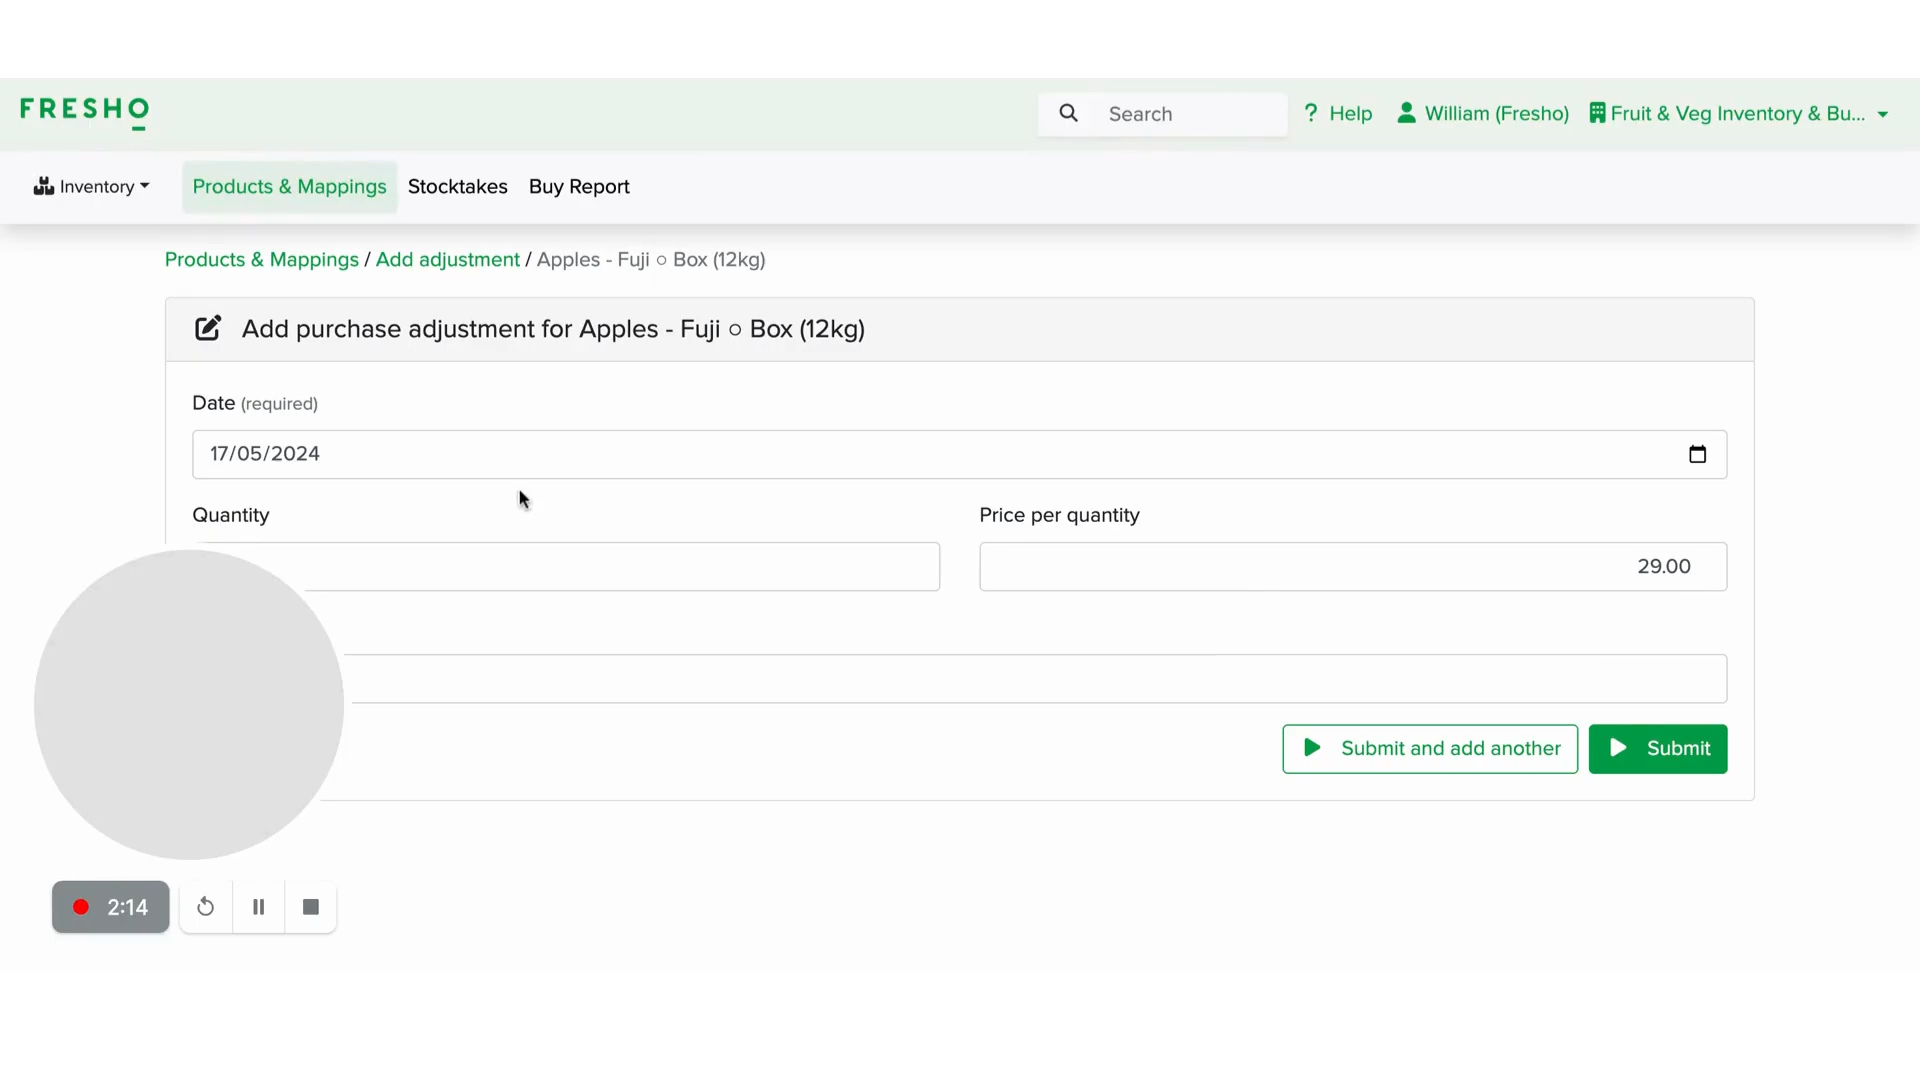 FRESHO
Search
? Help
William (Fresho)
Fruit & Veg Inventory & Bu...
Inventory
Products & Mappings
Stocktakes
Buy Report
Products & Mappings / Add adjustment / Apples - Fuji ○ Box (12kg)
Add purchase adjustment for Apples - Fuji ○ Box (12kg)
Date (required)
17/05/2024
Quantity
Price per quantity
29.00
Submit and add another
Submit
2:14